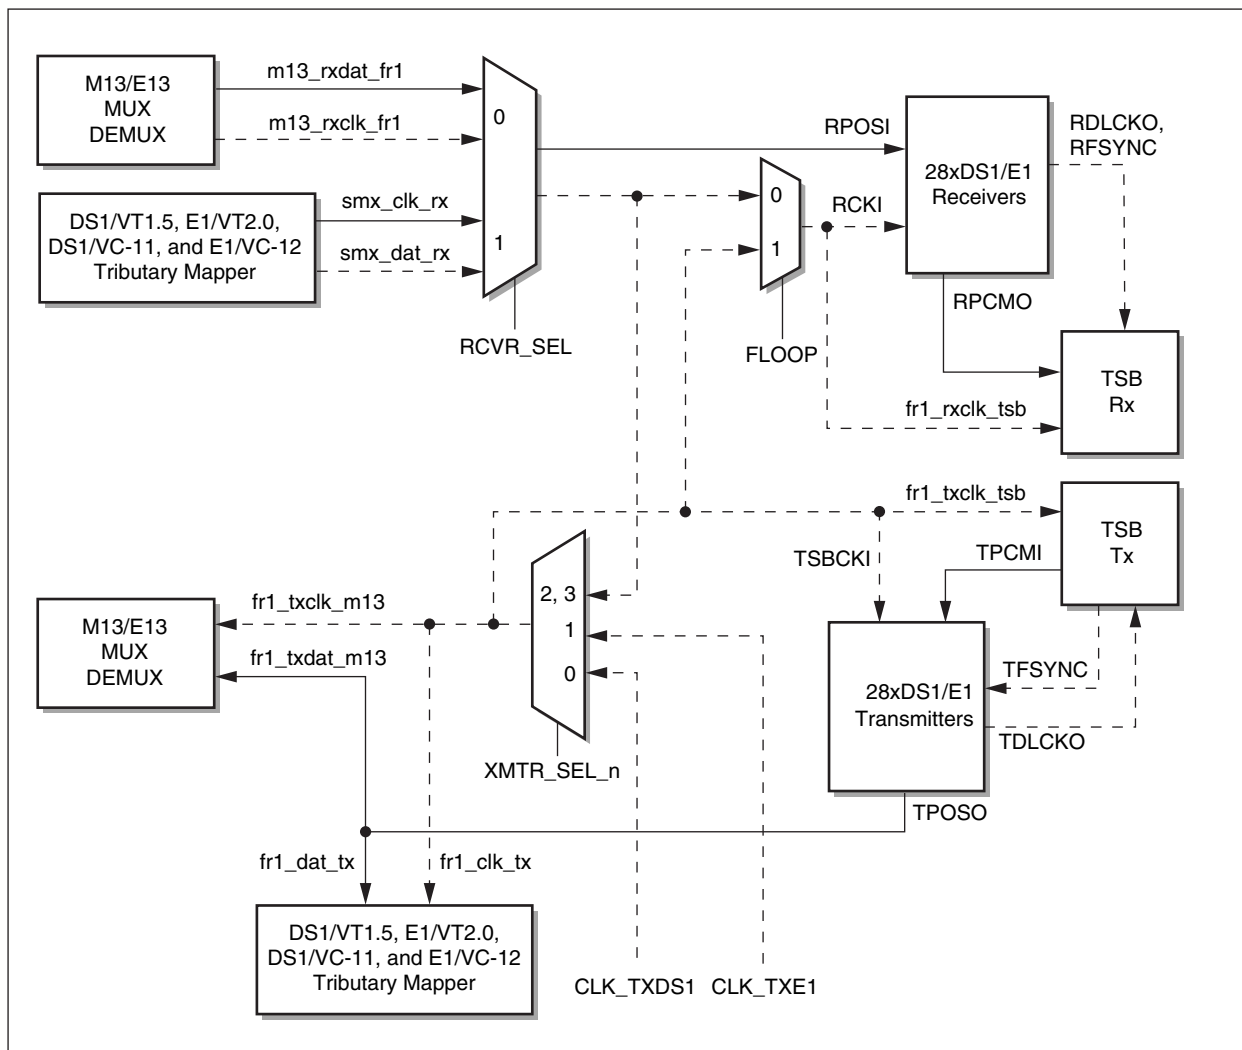 M13/E13
MUX
DEMUX
m13_rxdat_fr1
m13_rxclk_fr1
DS1/VT1.5, E1/VT2.0,
DS1/VC-11, and E1/VC-12
Tributary Mapper
smx_clk_rx
smx_dat_rx
0
1
RCVR_SEL
0
1
FLOOP
RPOSI
RCKI
28xDS1/E1
Receivers
RDLCKO,
RFSYNC
RPCMO
TSB
Rx
fr1_rxclk_tsb
fr1_txclk_tsb
TSB
Tx
TSBCKI
TPCMI
M13/E13
MUX
DEMUX
fr1_txclk_m13
fr1_txdat_m13
2, 3
1
0
XMTR_SEL_n
28xDS1/E1
Transmitters
TFSYNC
TDLCKO
TPOSO
fr1_dat_tx
fr1_clk_tx
DS1/VT1.5, E1/VT2.0,
DS1/VC-11, and E1/VC-12
Tributary Mapper
CLK_TXDS1
CLK_TXE1